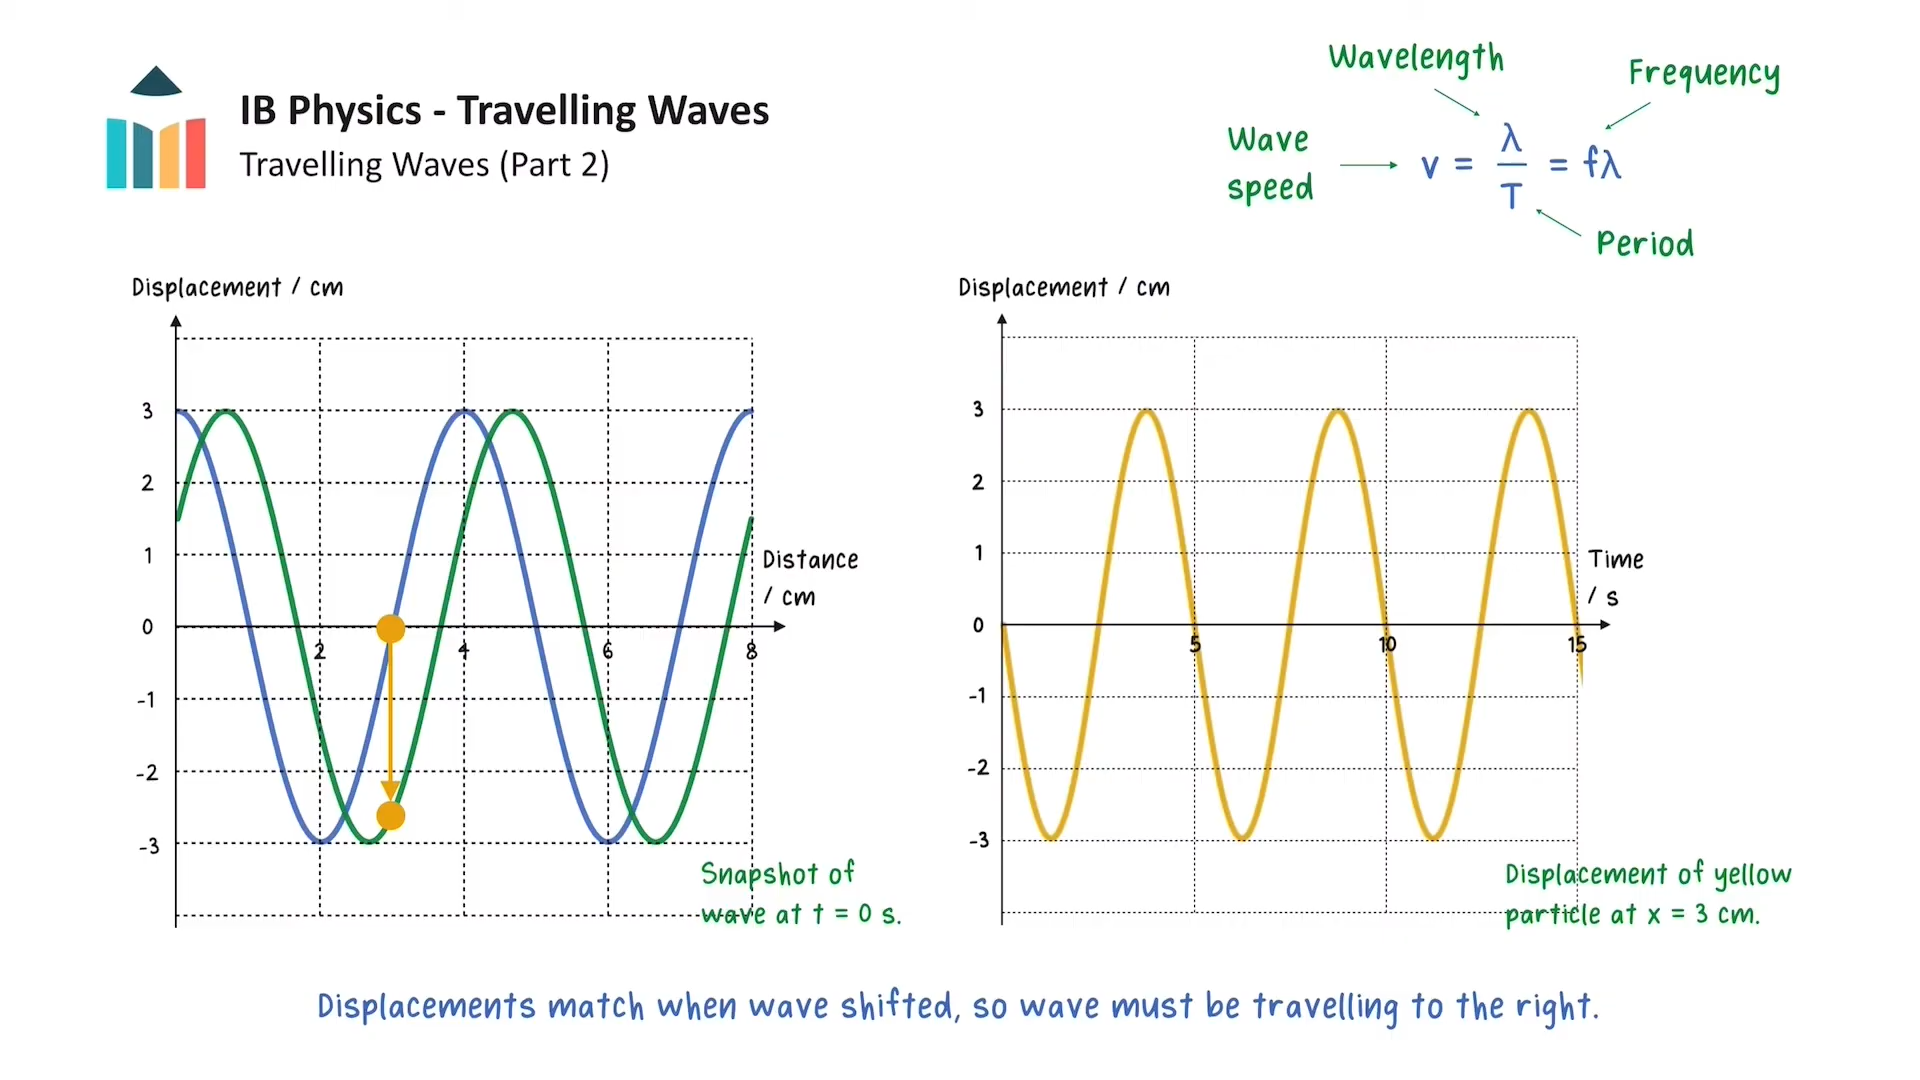 IB Physics - Travelling Waves
Travelling Waves (Part 2)
Wavelength
Frequency
Wave
speed
v = λ/T = fλ
Period
Displacement / cm
3
2
1
0
-1
-2
-3
2
4
6
8
Distance
/ cm
Snapshot of
wave at t = 0 s.
Displacement / cm
3
2
1
0
-1
-2
-3
5
10
15
Time
/ s
Displacement of yellow
particle at x = 3 cm.
Displacements match when wave shifted, so wave must be travelling to the right.